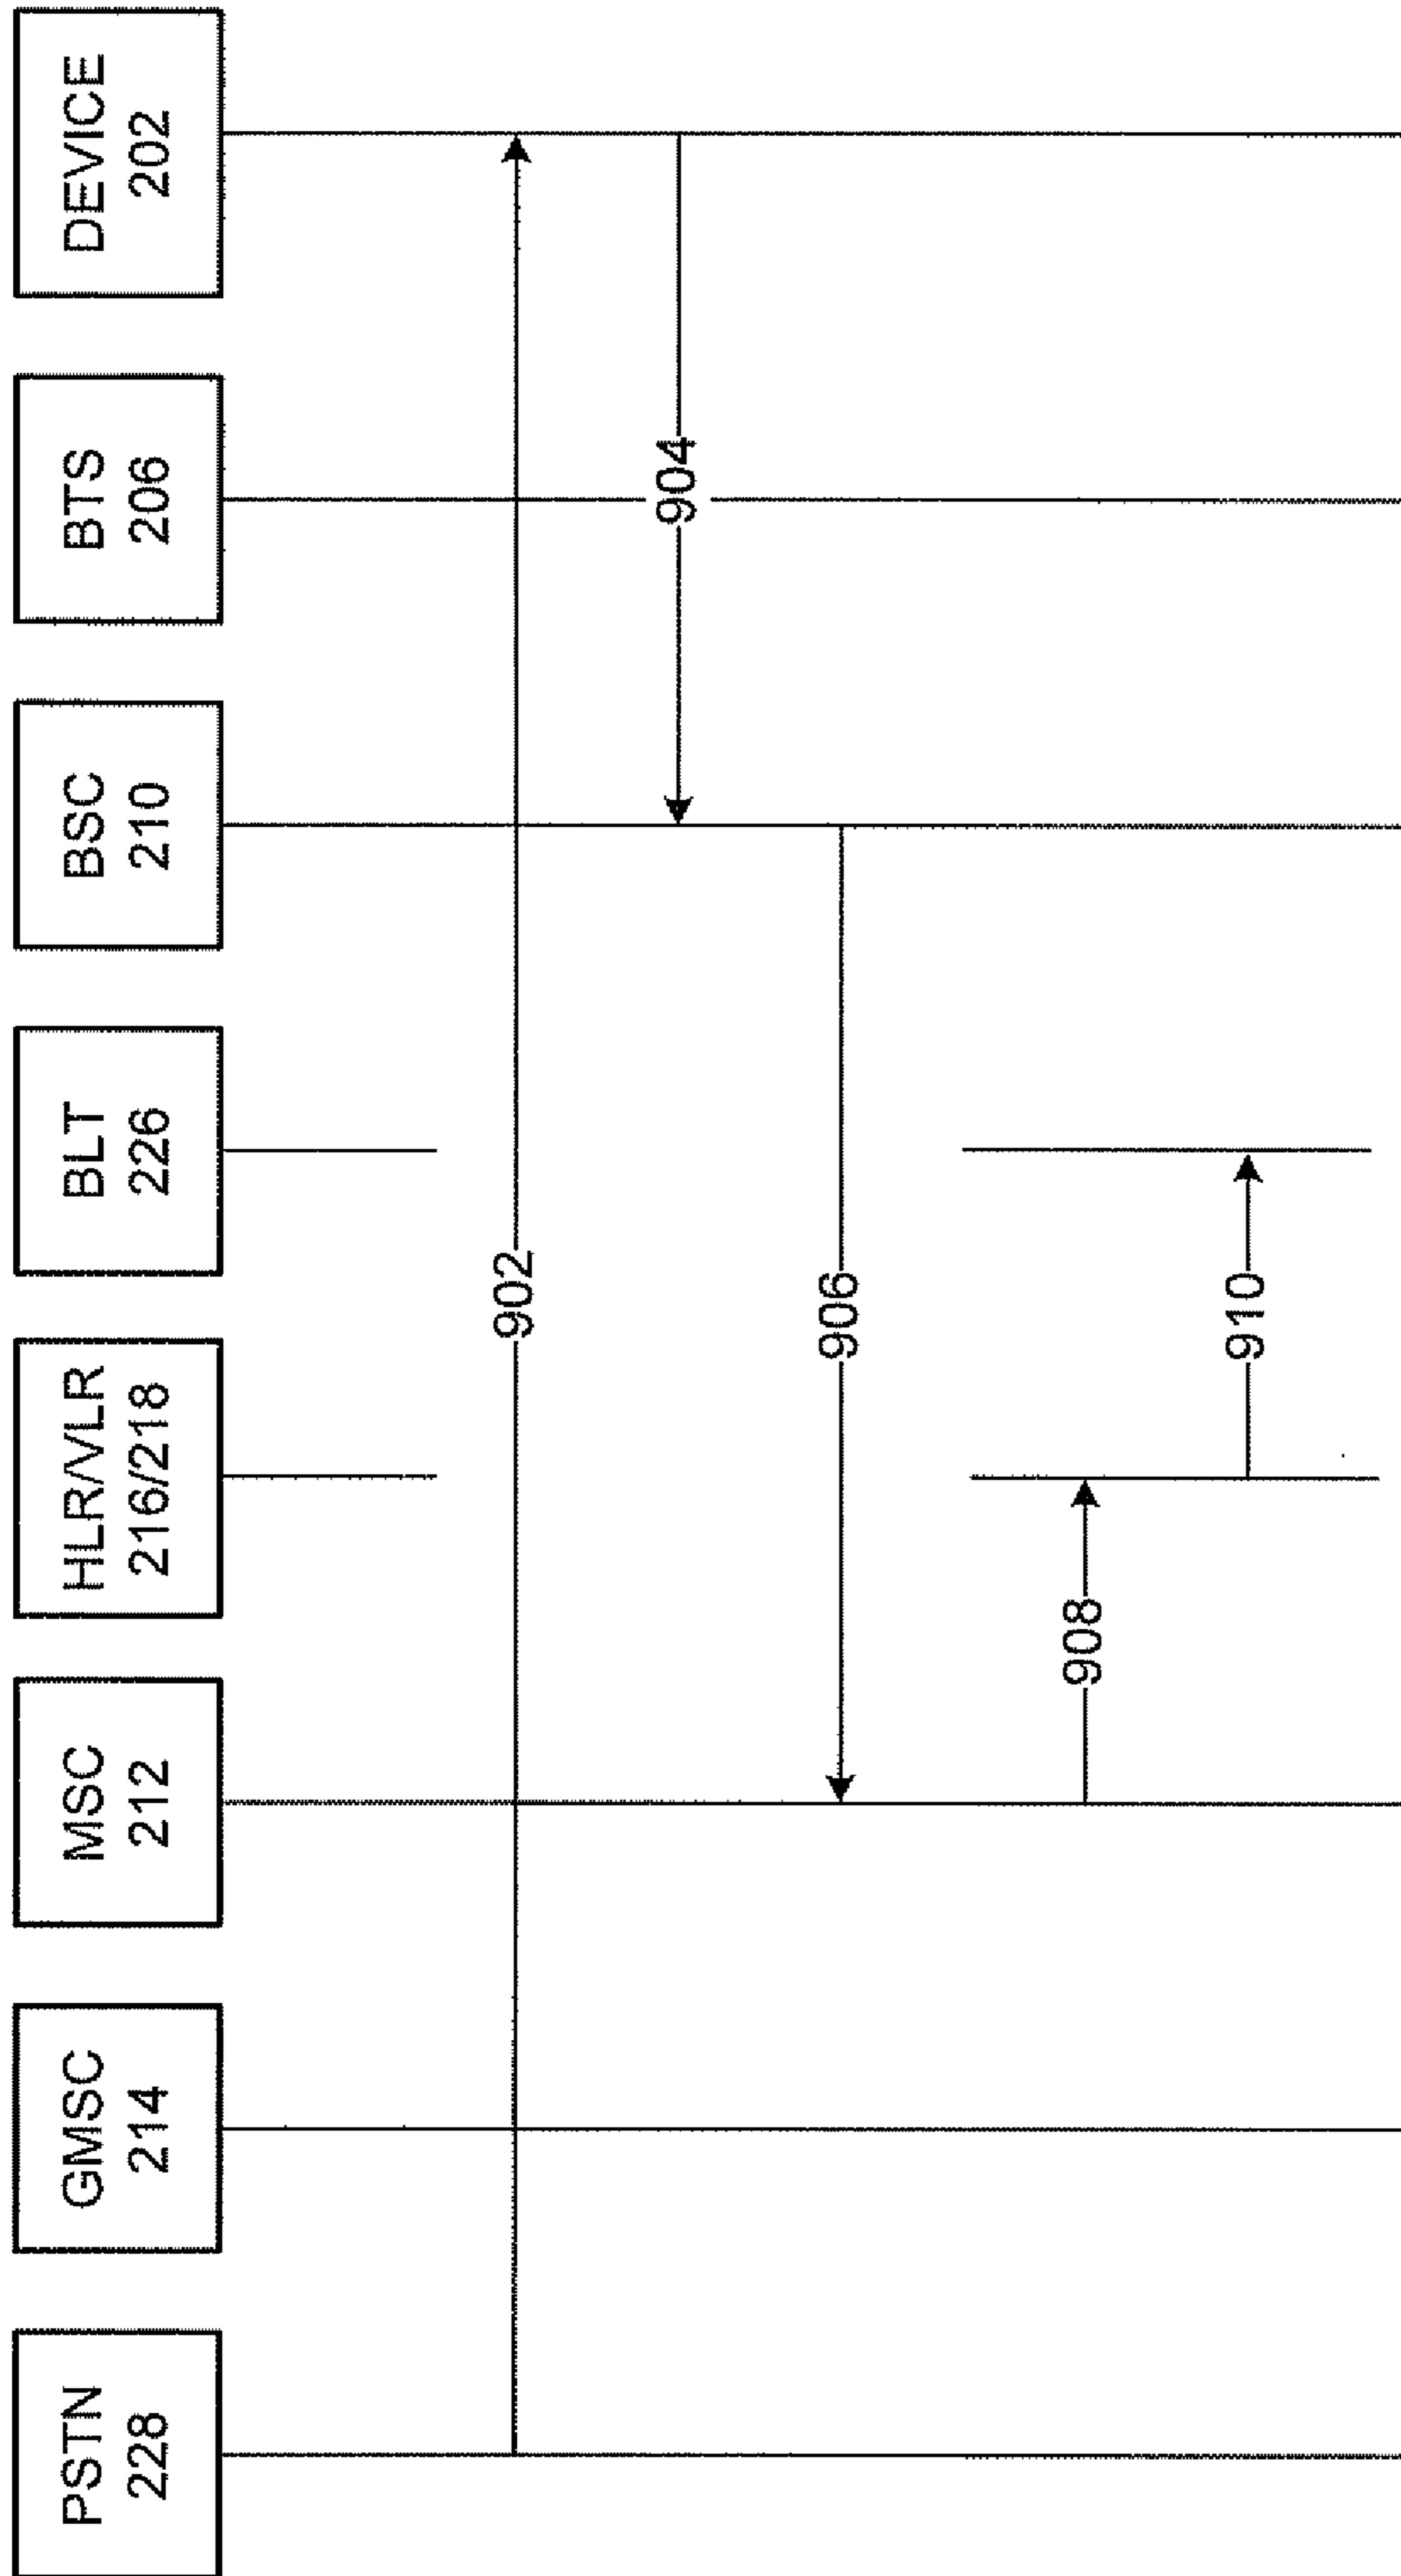 PSTN
228
GMSC
214
MSC
212
HLR/VLR
216/218
BLT
226
BSC
210
BTS
206
DEVICE
202
902
904
906
908
910